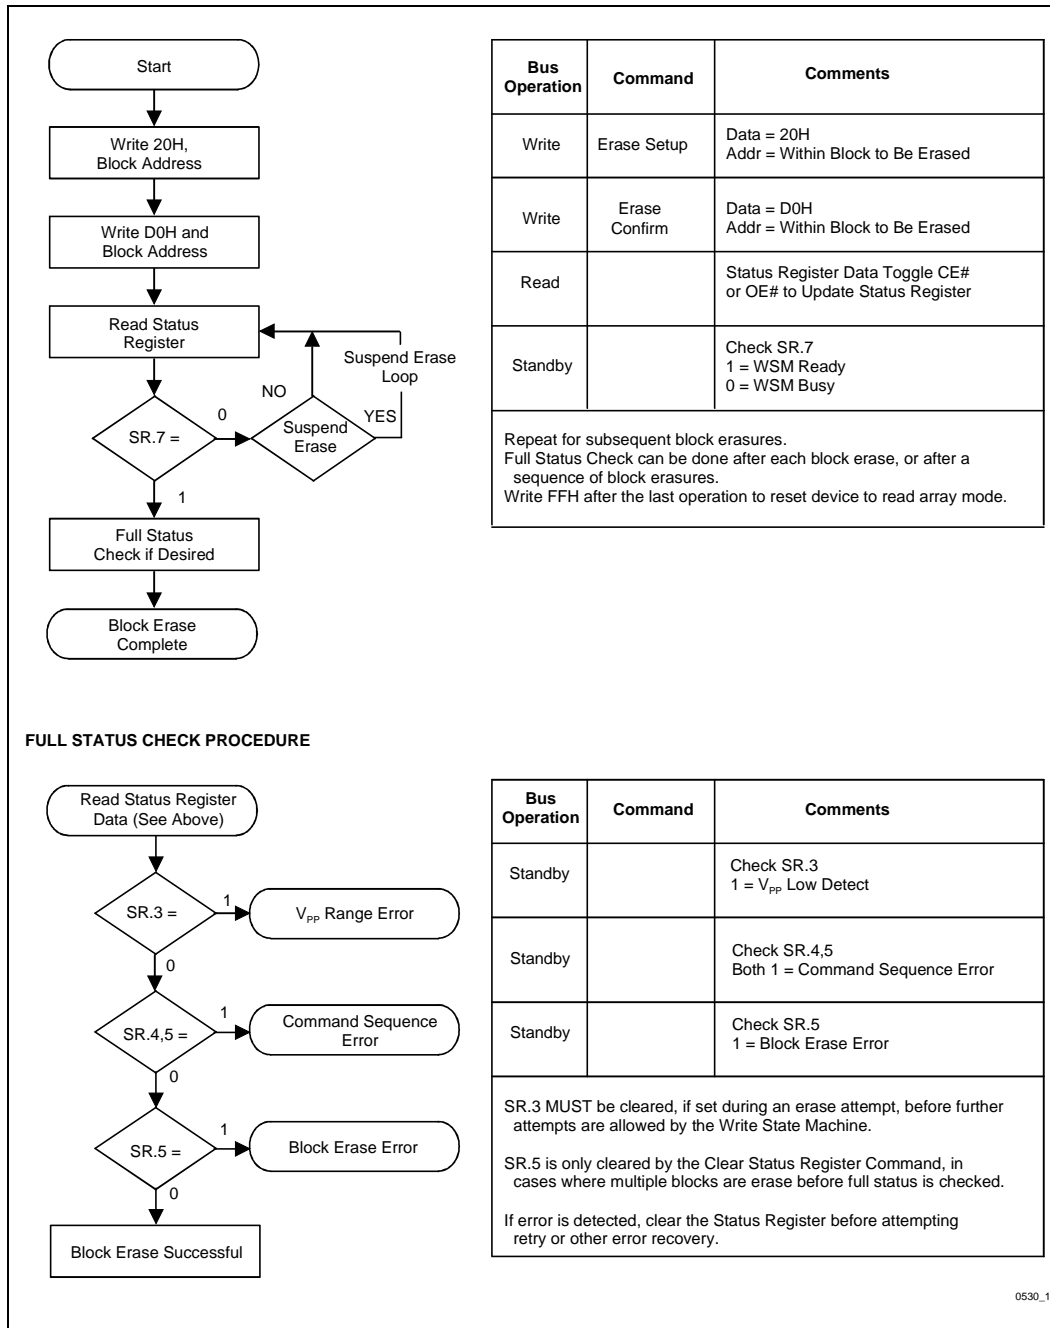 Start
Write 20H,
Block Address
Write D0H and
Block Address
Read Status
Register
Suspend Erase
Loop
NO
YES
0
SR.7 =
Suspend
Erase
1
Full Status
Check if Desired
Block Erase
Complete
Bus
Operation
Command
Comments
Write
Erase Setup
Data = 20H
Addr = Within Block to Be Erased
Write
Erase
Confirm
Data = D0H
Addr = Within Block to Be Erased
Read
Status Register Data Toggle CE#
or OE# to Update Status Register
Standby
Check SR.7
1 = WSM Ready
0 = WSM Busy
Repeat for subsequent block erasures.
Full Status Check can be done after each block erase, or after a
sequence of block erasures.
Write FFH after the last operation to reset device to read array mode.
FULL STATUS CHECK PROCEDURE
Read Status Register
Data (See Above)
SR.3 =
1
VPP Range Error
0
SR.4,5 =
1
Command Sequence
Error
0
SR.5 =
1
Block Erase Error
0
Block Erase Successful
Bus
Operation
Command
Comments
Standby
Check SR.3
1 = VPP Low Detect
Standby
Check SR.4,5
Both 1 = Command Sequence Error
Standby
Check SR.5
1 = Block Erase Error
SR.3 MUST be cleared, if set during an erase attempt, before further
attempts are allowed by the Write State Machine.
SR.5 is only cleared by the Clear Status Register Command, in
cases where multiple blocks are erase before full status is checked.
If error is detected, clear the Status Register before attempting
retry or other error recovery.
0530_1